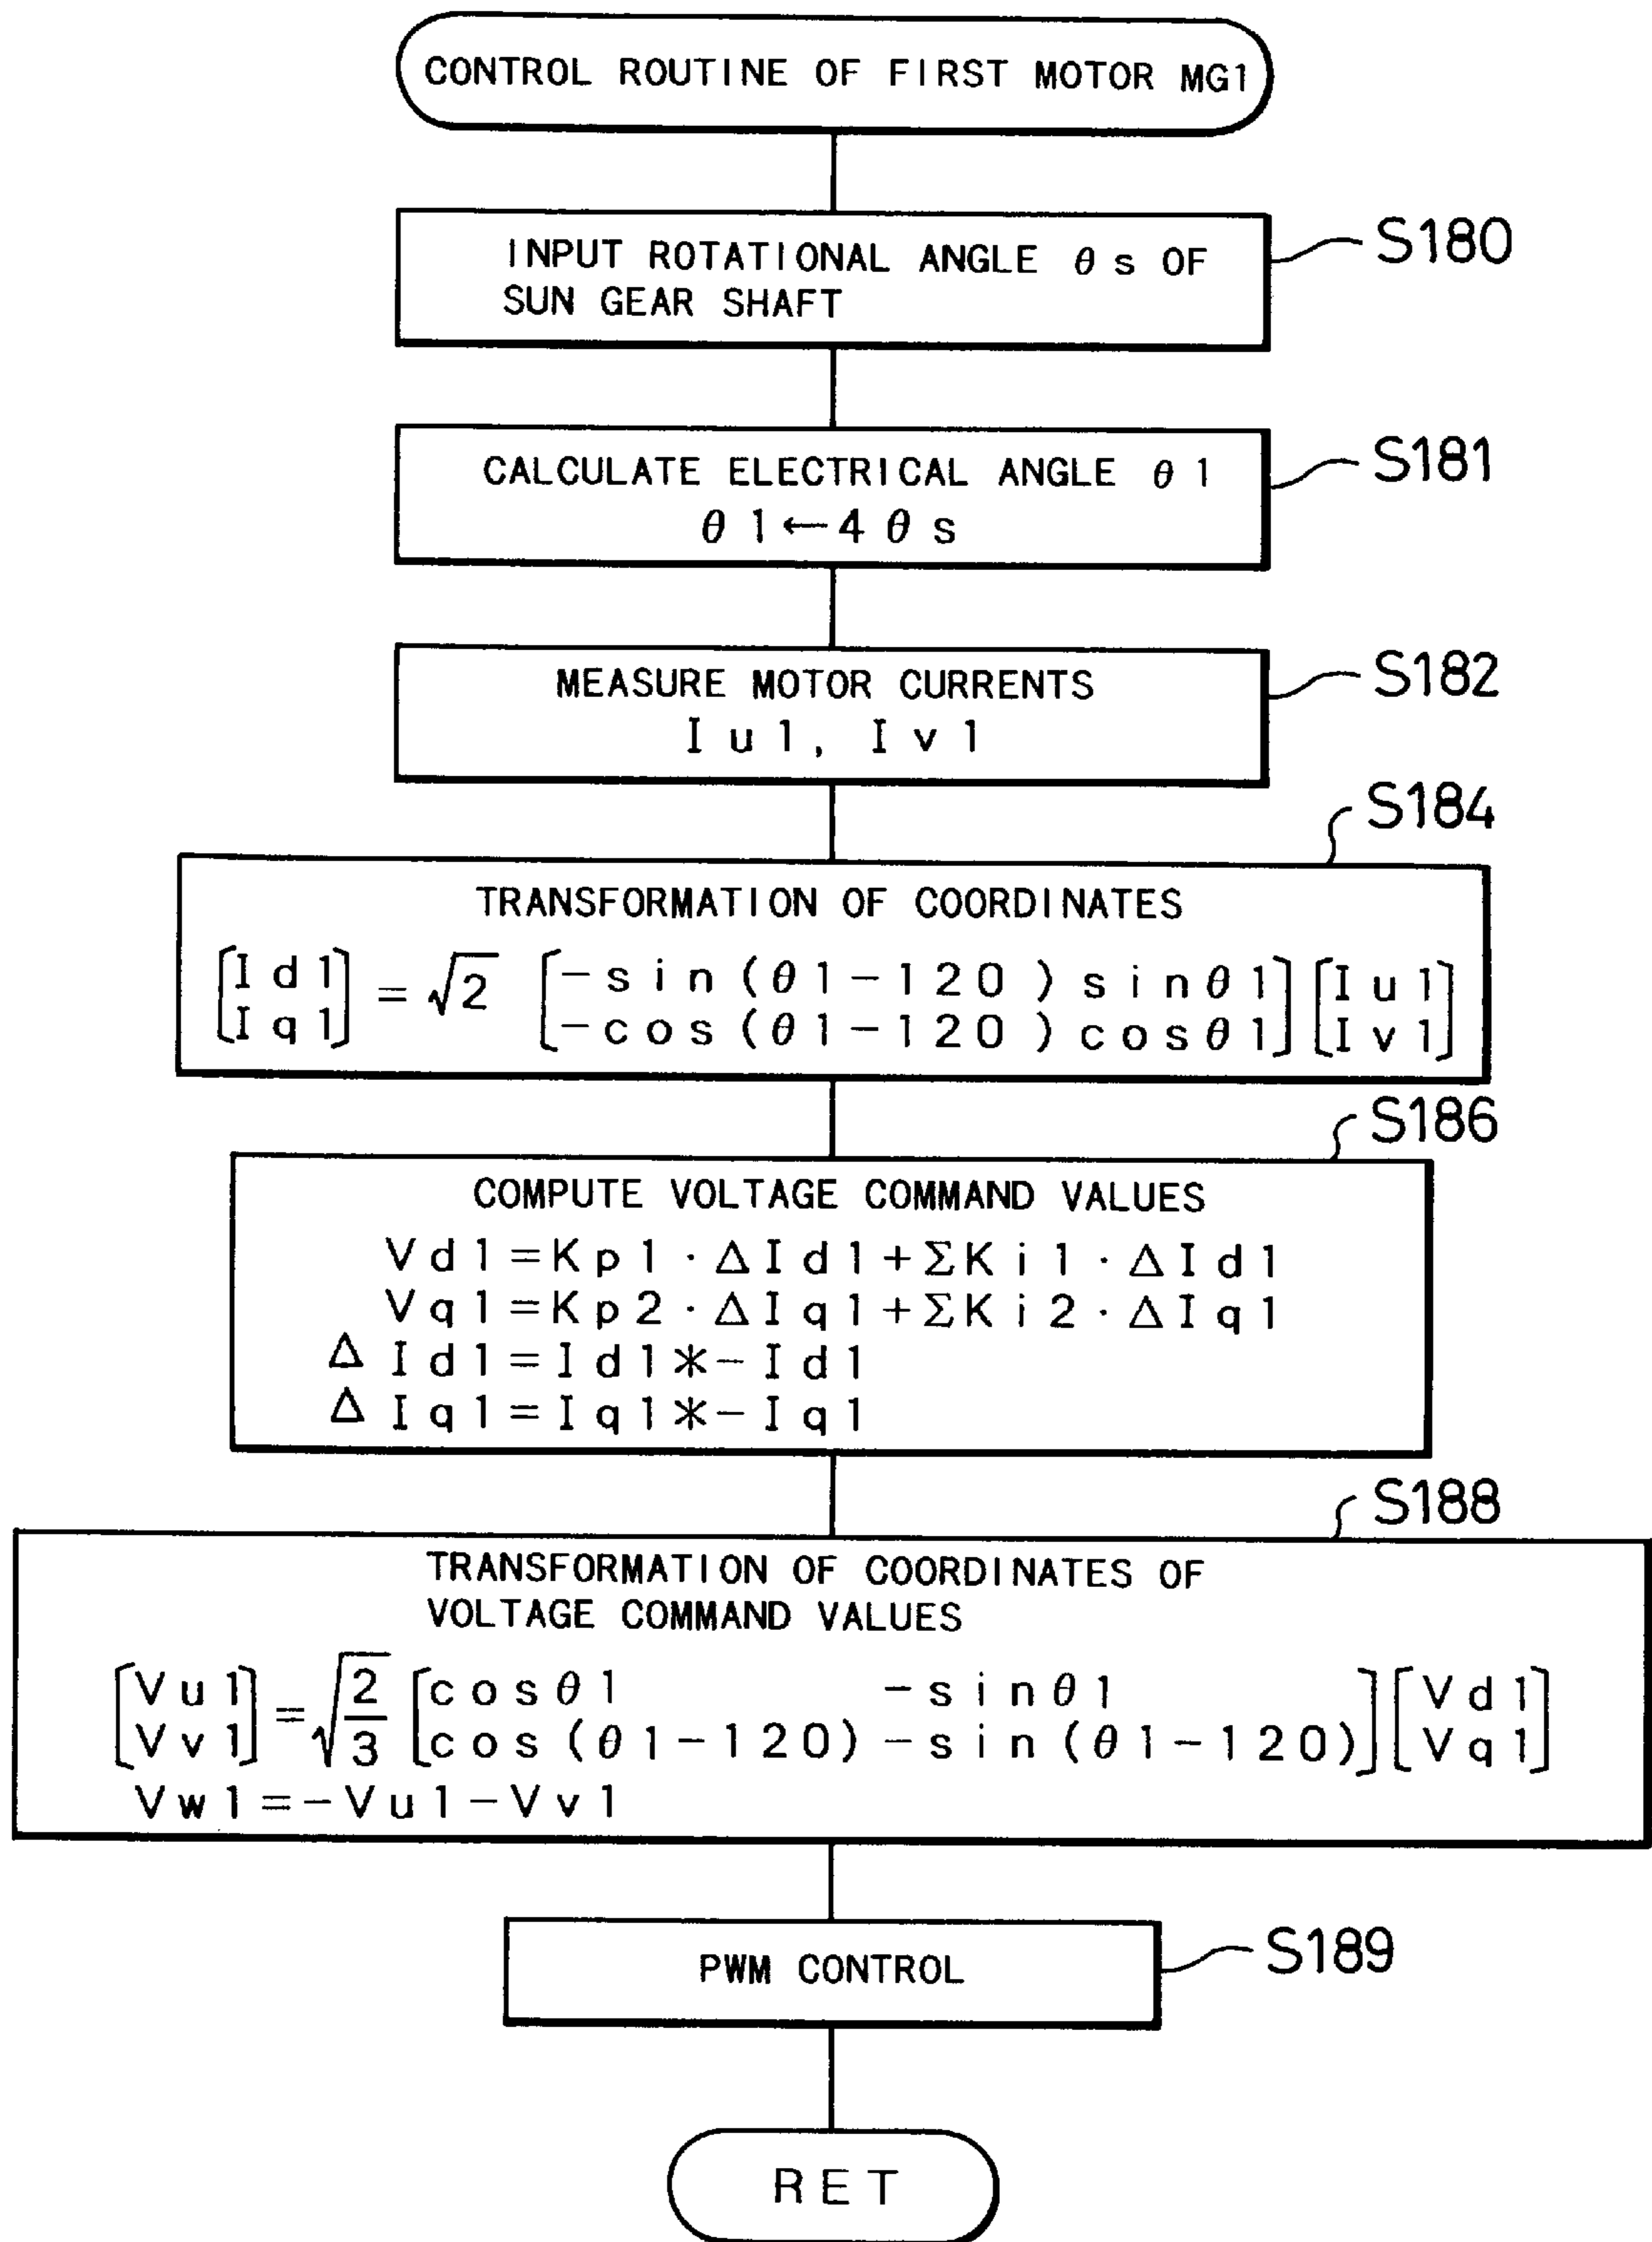 CONTROL ROUTINE OF FIRST MOTOR MG1
S180
INPUT ROTATIONAL ANGLE θs OF
SUN GEAR SHAFT
S181
CALCULATE ELECTRICAL ANGLE θ1
θ1←4θs
S182
MEASURE MOTOR CURRENTS
Iu1, Iv1
S184
TRANSFORMATION OF COORDINATES
[Id1] = √2 [-sin(θ1-120) sinθ1] [Iu1]
[Iq1] [-cos(θ1-120) cosθ1] [Iv1]
S186
COMPUTE VOLTAGE COMMAND VALUES
Vd1=Kp1·ΔId1+ΣKi1·ΔId1
Vq1=Kp2·ΔIq1+ΣKi2·ΔIq1
ΔId1=Id1*-Id1
ΔIq1=Iq1*-Iq1
S188
TRANSFORMATION OF COORDINATES OF
VOLTAGE COMMAND VALUES
[Vu1] = √2/3 [cosθ1 -sinθ1] [Vd1]
[Vv1] [cos(θ1-120) -sin(θ1-120)] [Vq1]
Vw1=-Vu1-Vv1
S189
PWM CONTROL
RET